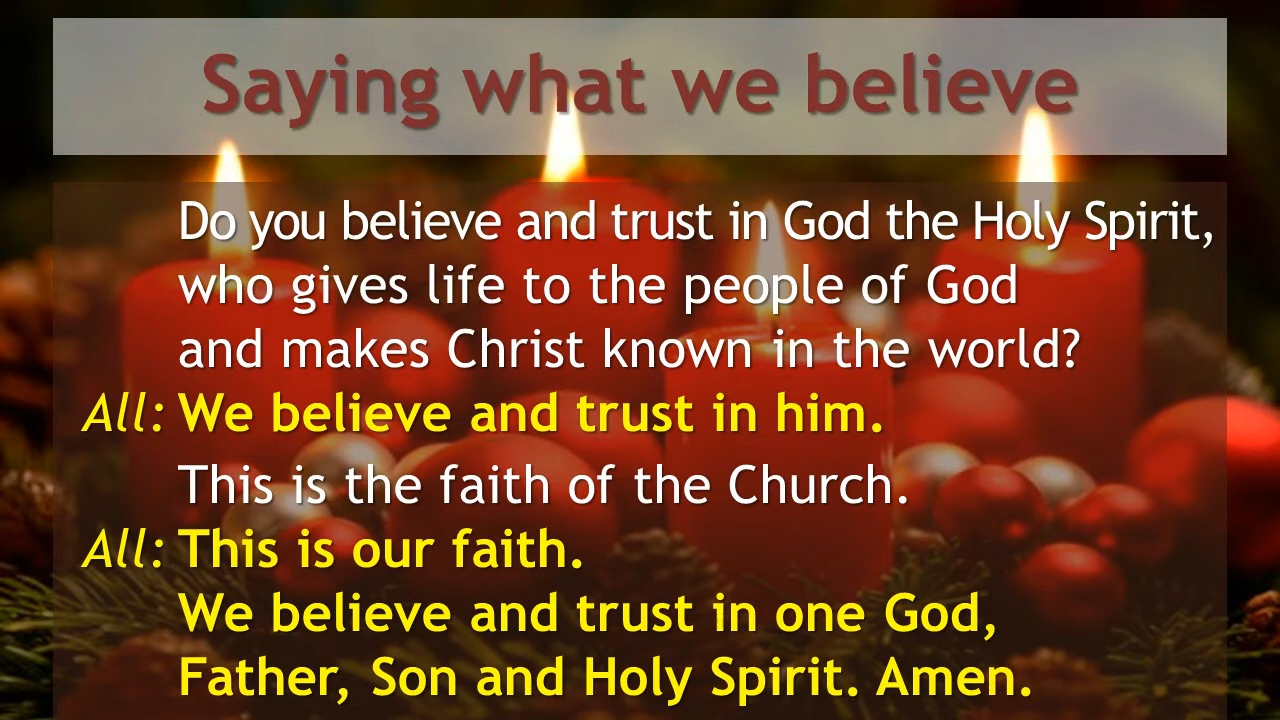 Saying what we believe
Do you believe and trust in God the Holy Spirit,
who gives life to the people of God
and makes Christ known in the world?
All: We believe and trust in him.
This is the faith of the Church.
All: This is our faith.
We believe and trust in one God,
Father, Son and Holy Spirit. Amen.